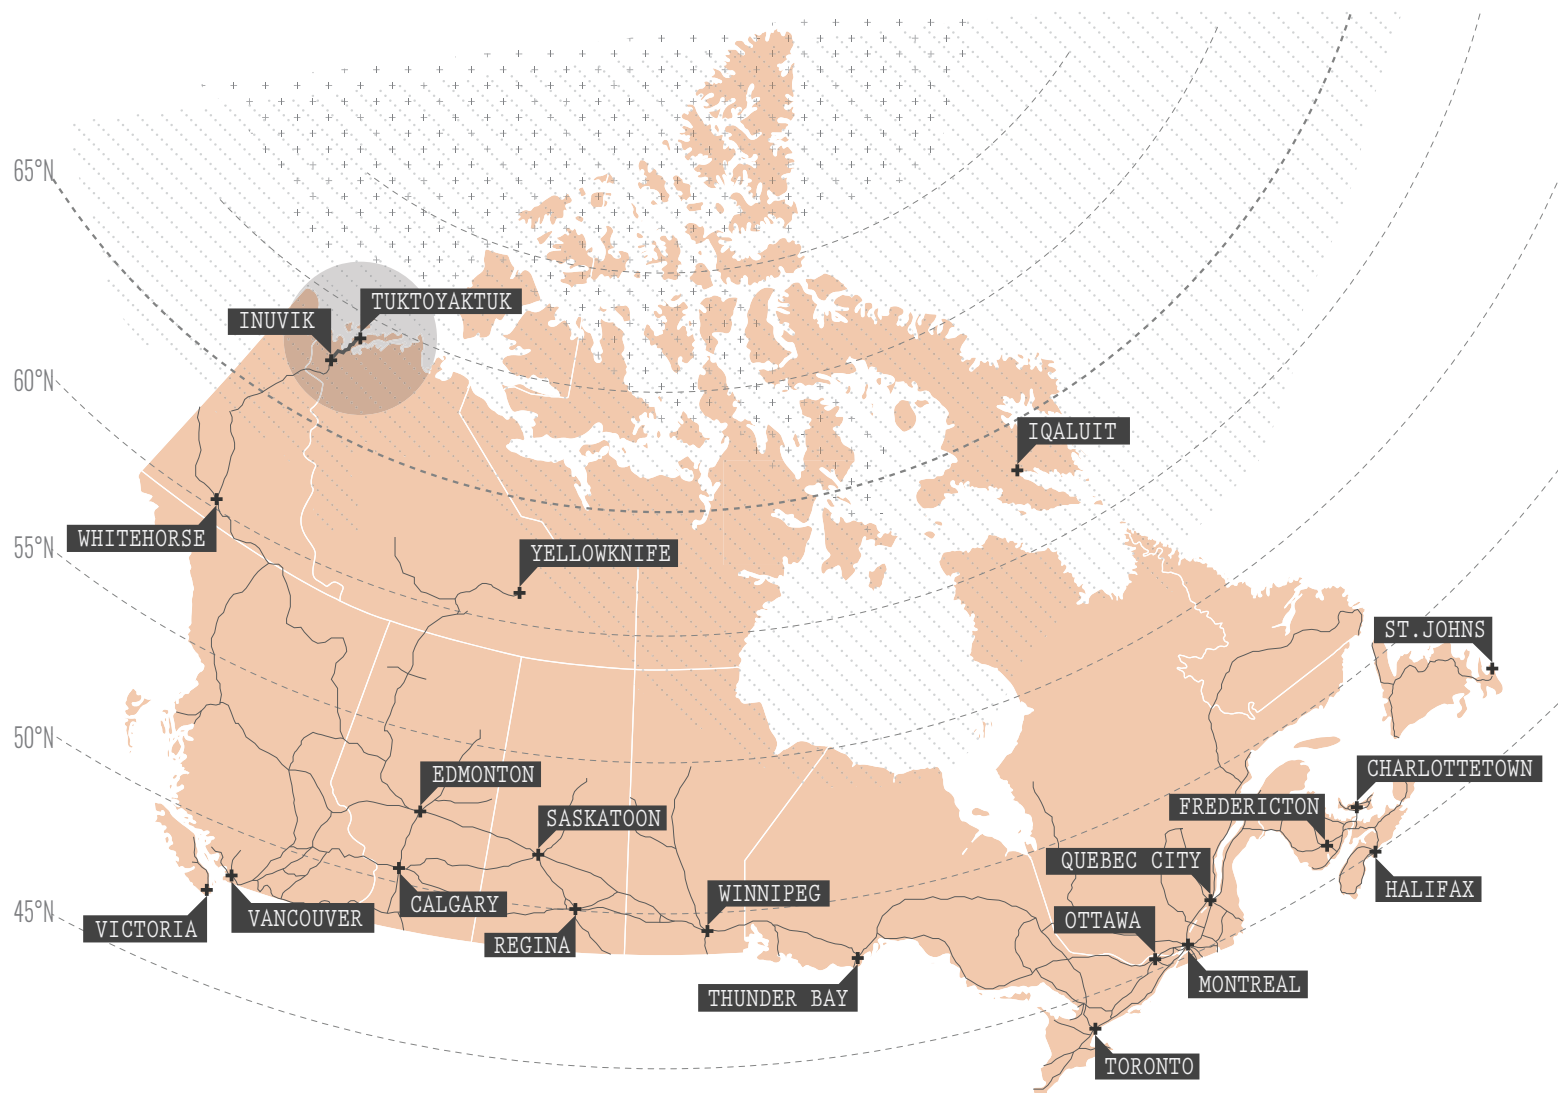 65°N
TUKTOYAKTUK
INUVIK
60°N
IQALUIT
WHITEHORSE
55°N
YELLOWKNIFE
ST.JOHNS
50°N
EDMONTON
CHARLOTTETOWN
FREDERICTON
SASKATOON
QUEBEC CITY
HALIFAX
WINNIPEG
CALGARY
45°N
VANCOUVER
OTTAWA
VICTORIA
REGINA
MONTREAL
THUNDER BAY
TORONTO